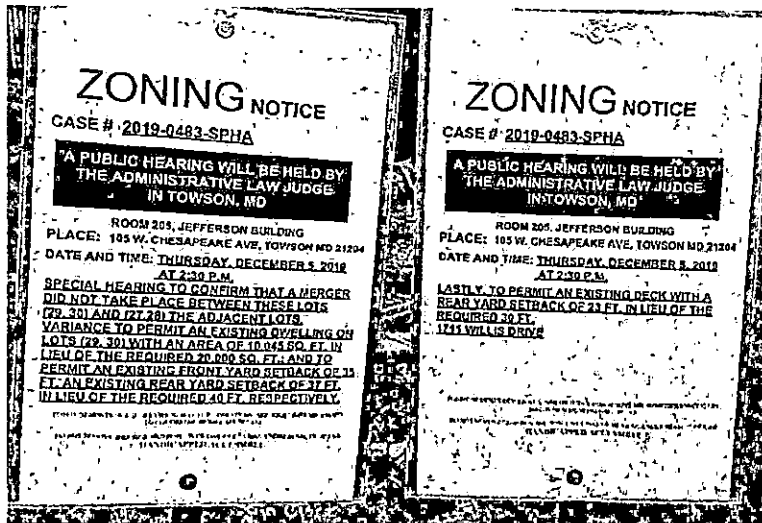 ZONING NOTICE
CASE # 2019-0483-SPHA
A PUBLIC HEARING WILL BE HELD BY
THE ADMINISTRATIVE LAW JUDGE
IN TOWSON, MD
ROOM 205, JEFFERSON BUILDING
PLACE: 105 W. CHESAPEAKE AVE, TOWSON MD 21204
DATE AND TIME: THURSDAY, DECEMBER 5, 2019
AT 2:30 P.M.
SPECIAL HEARING TO CONFIRM THAT A MERGER
DID NOT TAKE PLACE BETWEEN THESE LOTS
(29, 30) AND (27,28) THE ADJACENT LOTS.
VARIANCE TO PERMIT AN EXISTING DWELLING ON
LOTS (29, 30) WITH AN AREA OF 10,045 SQ. FT. IN
LIEU OF THE REQUIRED 20,000 SQ. FT.; AND TO
PERMIT AN EXISTING FRONT YARD SETBACK OF 35
FT. AN EXISTING REAR YARD SETBACK OF 37 FT.
IN LIEU OF THE REQUIRED 40 FT. RESPECTIVELY.
ZONING NOTICE
CASE # 2019-0483-SPHA
A PUBLIC HEARING WILL BE HELD BY
THE ADMINISTRATIVE LAW JUDGE
IN TOWSON, MD
ROOM 205, JEFFERSON BUILDING
PLACE: 105 W. CHESAPEAKE AVE, TOWSON MD 21204
DATE AND TIME: THURSDAY, DECEMBER 5, 2019
AT 2:30 P.M.
LASTLY, TO PERMIT AN EXISTING DECK WITH A
REAR YARD SETBACK OF 23 FT. IN LIEU OF THE
REQUIRED 30 FT.
1711 WILLIS DRIVE